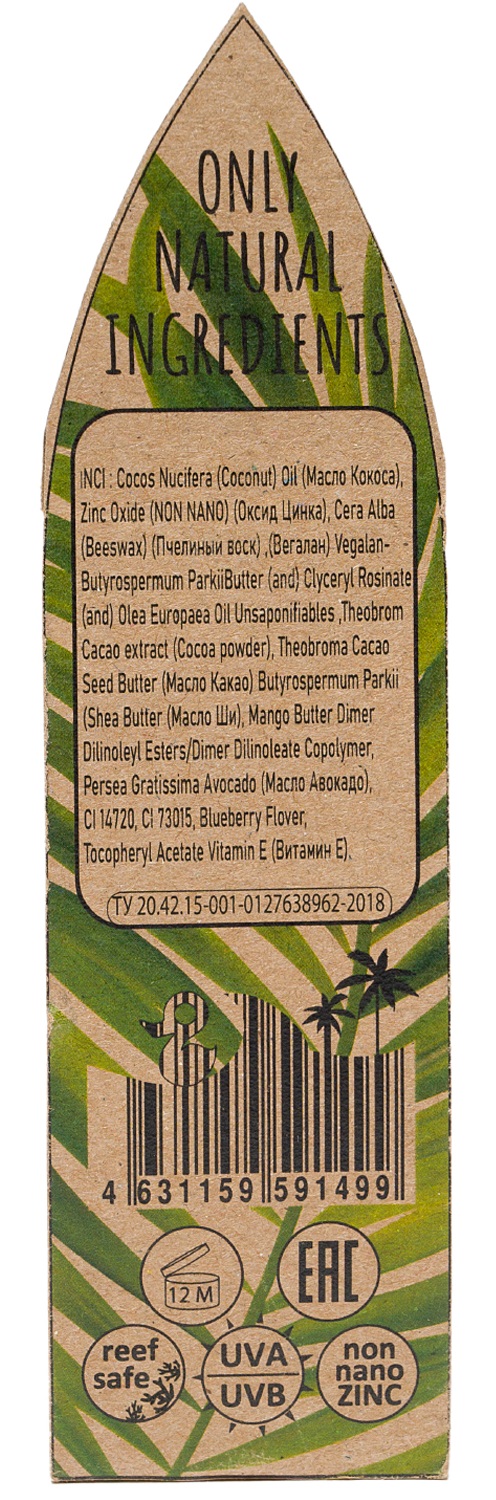 ONLY
NATURAL
INGREDIENTS
INCI : Cocos Nucifera (Coconut) Oil (Масло Кокоса),
Zinc Oxide (NON NANO) (Оксид Цинка), Cera Alba
(Beeswax) (Пчелиный воск) ,(Вегалан) Vegalan-
Butyrospermum ParkiiButter (and) Glyceryl Rosinate
(and) Olea Europaea Oil Unsaponifiables ,Theobrom
Cacao extract (Cocoa powder), Theobroma Cacao
Seed Butter (Масло Какао) Butyrospermum Parkii
(Shea Butter (Масло Ши), Mango Butter Dimer
Dilinoleyl Esters/Dimer Dilinoleate Copolymer,
Persea Gratissima Avocado (Масло Авокадо),
CI 14720, CI 73015, Blueberry Flover,
Tocopheryl Acetate Vitamin E (Витамин Е).
ТУ 20.42.15-001-0127638962-2018
4 631159 591499
12 M
EAC
reef
safe
UVA
UVB
non
nano
ZINC